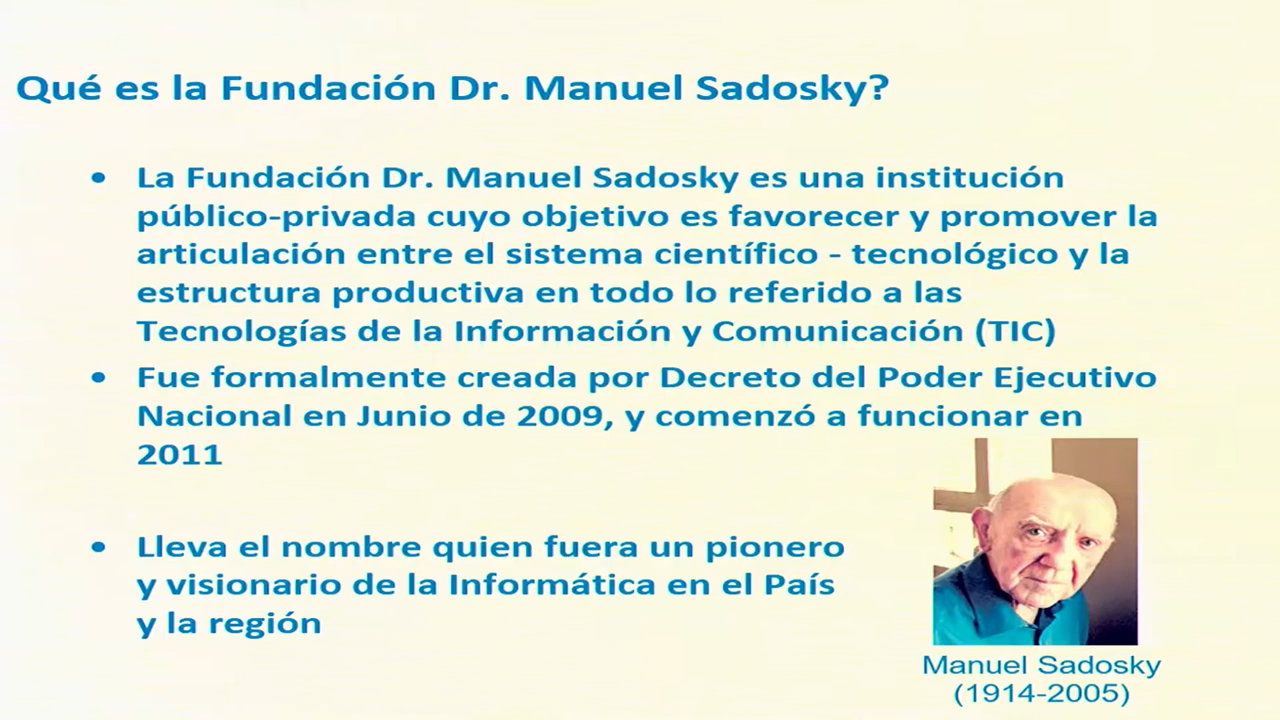 Qué es la Fundación Dr. Manuel Sadosky?
• La Fundación Dr. Manuel Sadosky es una institución
público-privada cuyo objetivo es favorecer y promover la
articulación entre el sistema científico - tecnológico y la
estructura productiva en todo lo referido a las
Tecnologías de la Información y Comunicación (TIC)
• Fue formalmente creada por Decreto del Poder Ejecutivo
Nacional en Junio de 2009, y comenzó a funcionar en
2011
• Lleva el nombre quien fuera un pionero
y visionario de la Informática en el País
y la región
Manuel Sadosky
(1914-2005)